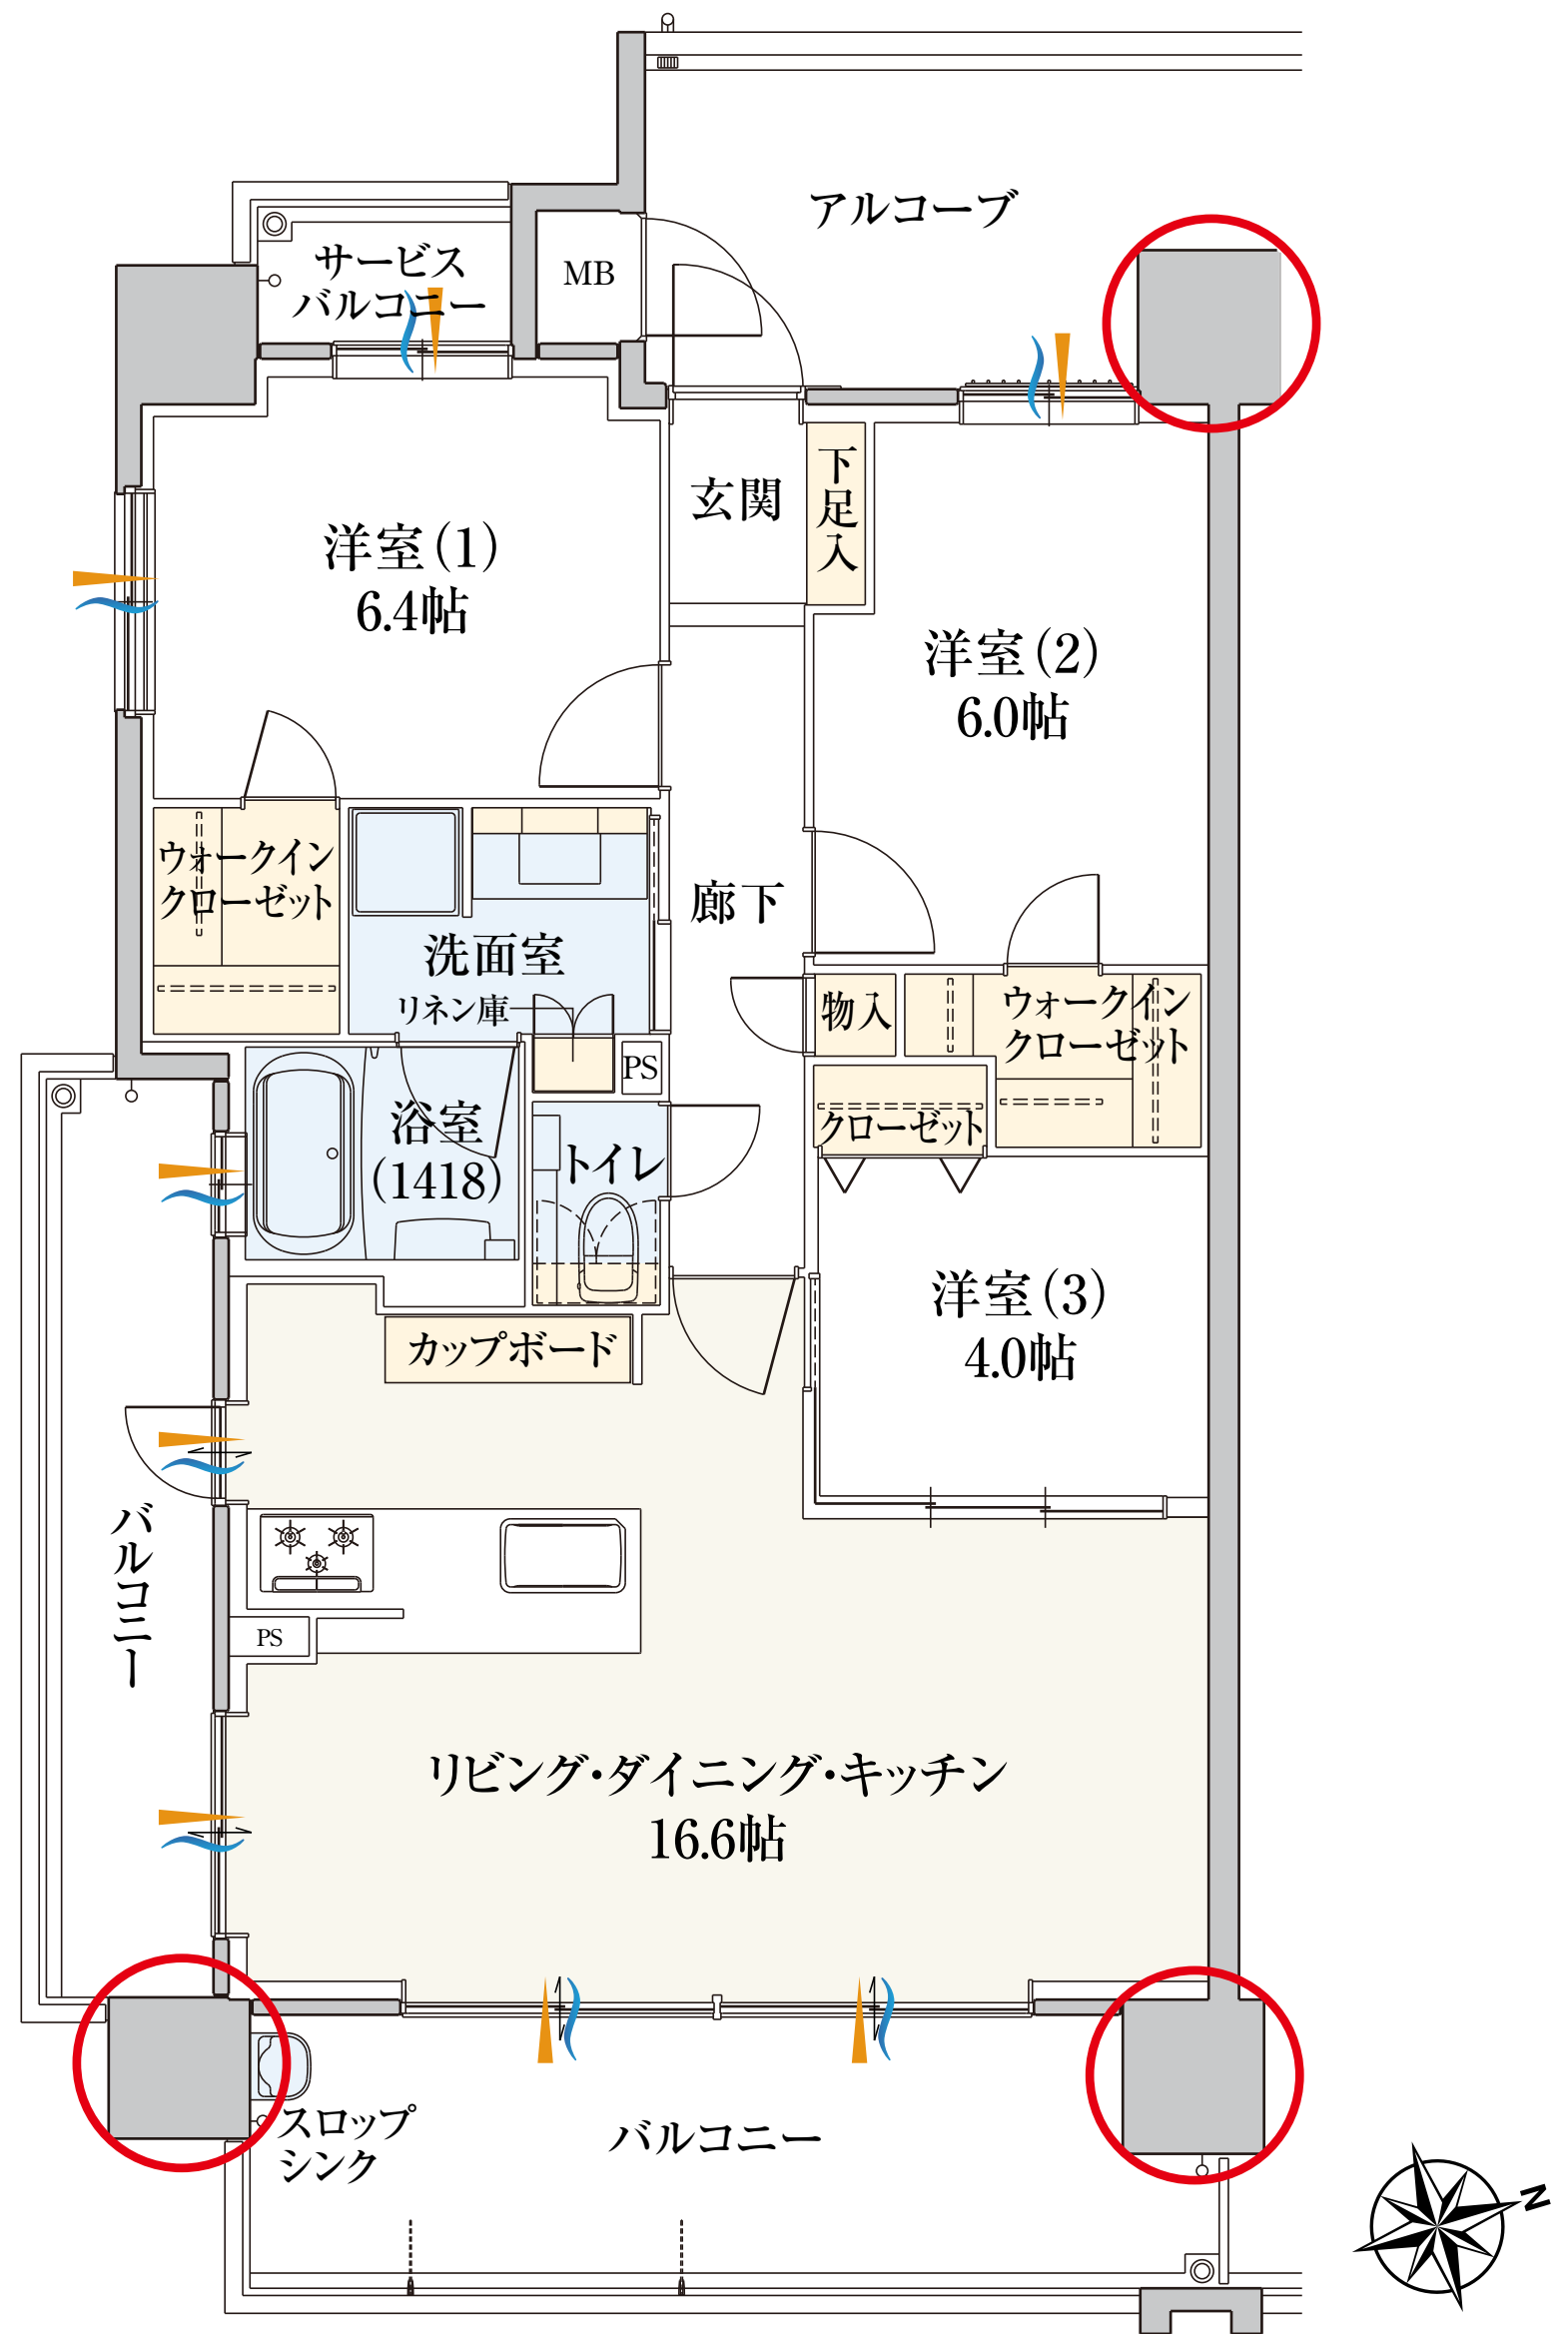 アルコーブ
サービス
バルコニー
MB
玄関
下足入
洋室(1)
6.4帖
洋室(2)
6.0帖
ウォークイン
クローゼット
廊下
洗面室
リネン庫
物入
ウォークイン
クローゼット
PS
浴室
(1418)
トイレ
クローゼット
洋室(3)
4.0帖
カップボード
バルコニー
PS
リビング・ダイニング・キッチン
16.6帖
スロップ
シンク
バルコニー
N